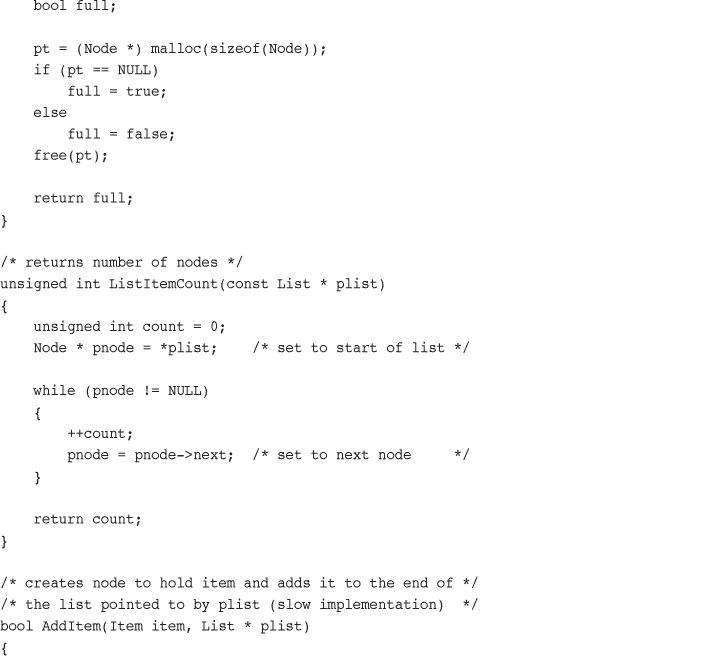 bool full;

    pt = (Node *) malloc(sizeof(Node));
    if (pt == NULL)
        full = true;
    else
        full = false;
    free(pt);

    return full;
}

/* returns number of nodes */
unsigned int ListItemCount(const List * plist)
{
    unsigned int count = 0;
    Node * pnode = *plist;    /* set to start of list */

    while (pnode != NULL)
    {
        ++count;
        pnode = pnode->next;  /* set to next node     */
    }

    return count;
}

/* creates node to hold item and adds it to the end of */
/* the list pointed to by plist (slow implementation)  */
bool AddItem(Item item, List * plist)
{